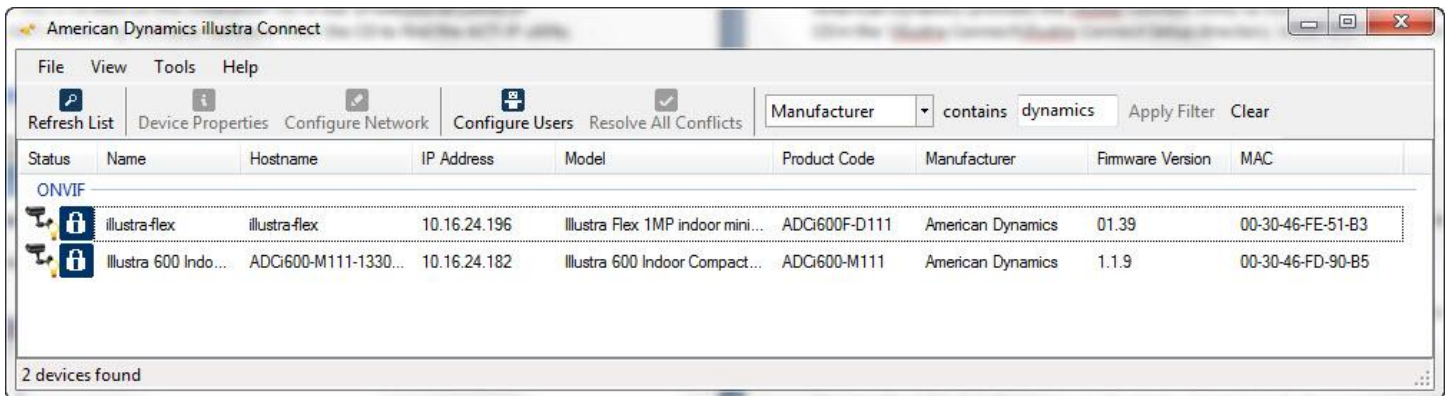 American Dynamics illustra Connect
File View Tools Help
Refresh List Device Properties Configure Network Configure Users Resolve All Conflicts Manufacturer contains dynamics Apply Filter Clear
Status Name Hostname IP Address Model Product Code Manufacturer Firmware Version MAC
ONVIF
illustra-flex illustra-flex 10.16.24.196 Illustra Flex 1MP indoor mini... ADCi600F-D111 American Dynamics 01.39 00-30-46-FE-51-B3
Illustra 600 Indo... ADCi600-M111-1330... 10.16.24.182 Illustra 600 Indoor Compact... ADCi600-M111 American Dynamics 1.1.9 00-30-46-FD-90-B5
2 devices found